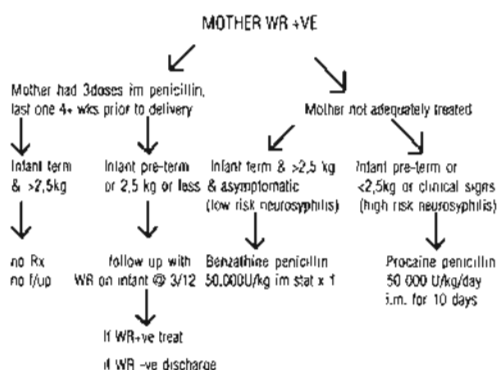 MOTHER WR +VE
Mother had 3doses im penicillin,
last one 4+ wks prior to delivery
Mother not adequately treated
Infant term
& >2,5kg
Infant pre-term
or 2,5 kg or less
Infant term & >2,5 kg
& asymptomatic
(low risk neurosyphilis)
Infant pre-term or
<2,5kg or clinical signs
(high risk neurosyphilis)
no Rx
no f/up
follow up with
WR on infant @ 3/12
Benzathine penicillin
50.000U/kg im stat x 1
Procaine penicillin
50 000 U/kg/day
i.m. for 10 days
If WR+ve treat
if WR -ve discharge